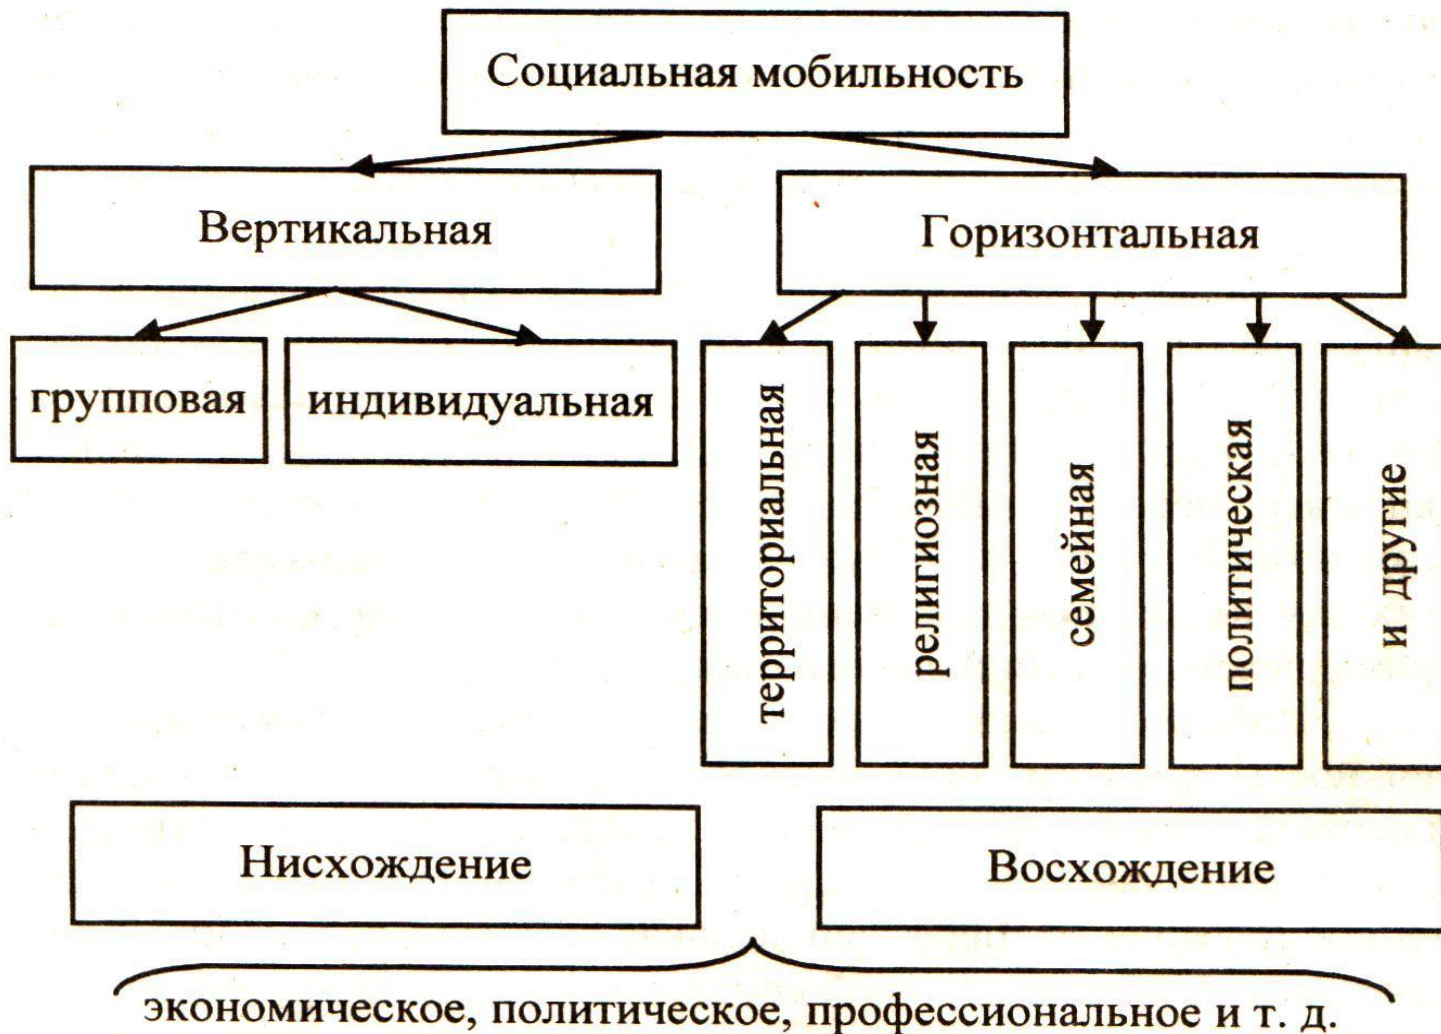 Социальная мобильность
Вертикальная
Горизонтальная
групповая
индивидуальная
территориальная
религиозная
семейная
политическая
и другие
Нисхождение
Восхождение
экономическое, политическое, профессиональное и т. д.